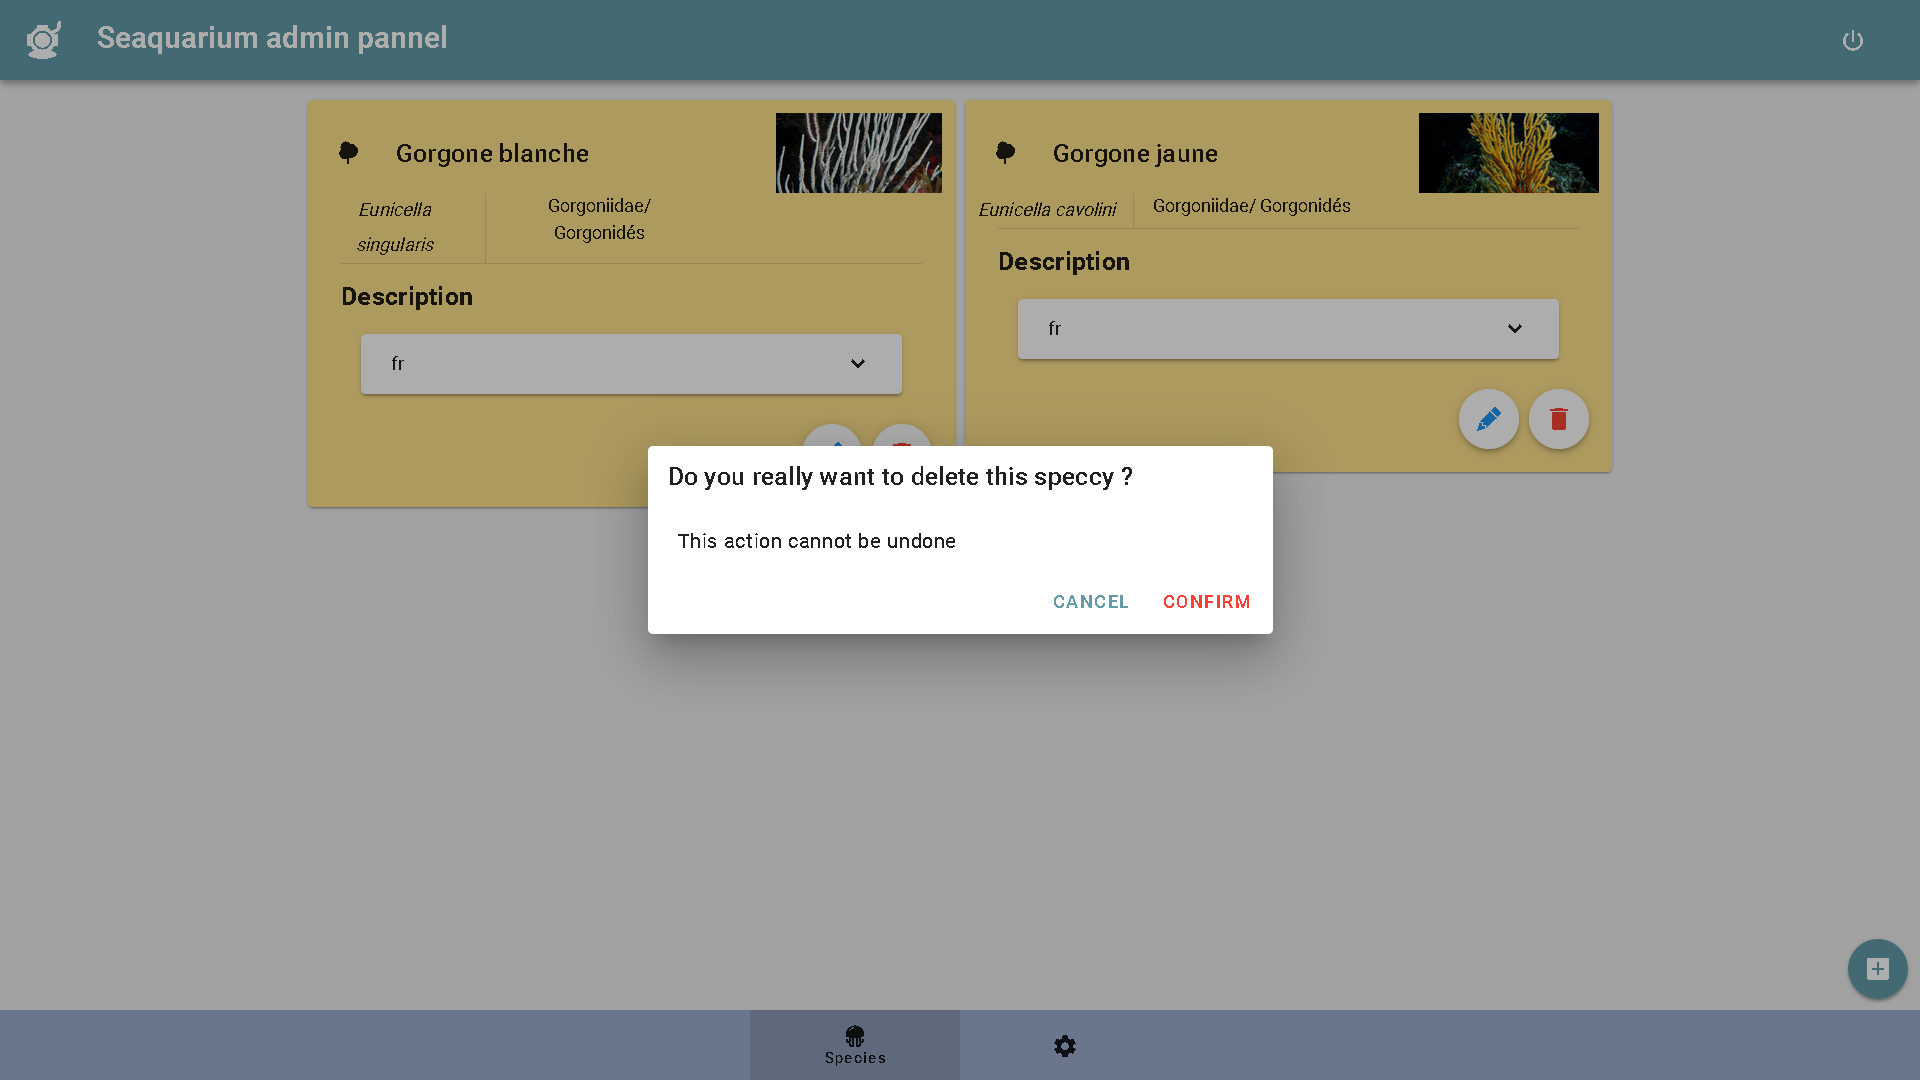 Seaquarium admin pannel
Gorgone blanche
Eunicella
singularis
Gorgoniidae/
Gorgonidés
Description
fr
Gorgone jaune
Eunicella cavolini
Gorgoniidae/ Gorgonidés
Description
fr
Do you really want to delete this speccy ?
This action cannot be undone
CANCEL
CONFIRM
Species